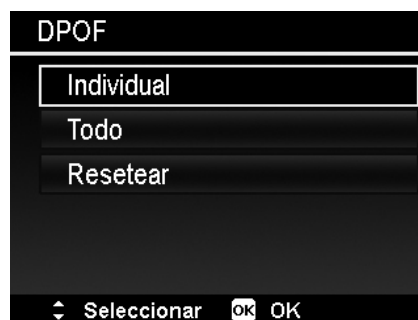 DPOF
Individual
Todo
Resetear
Seleccionar OK OK